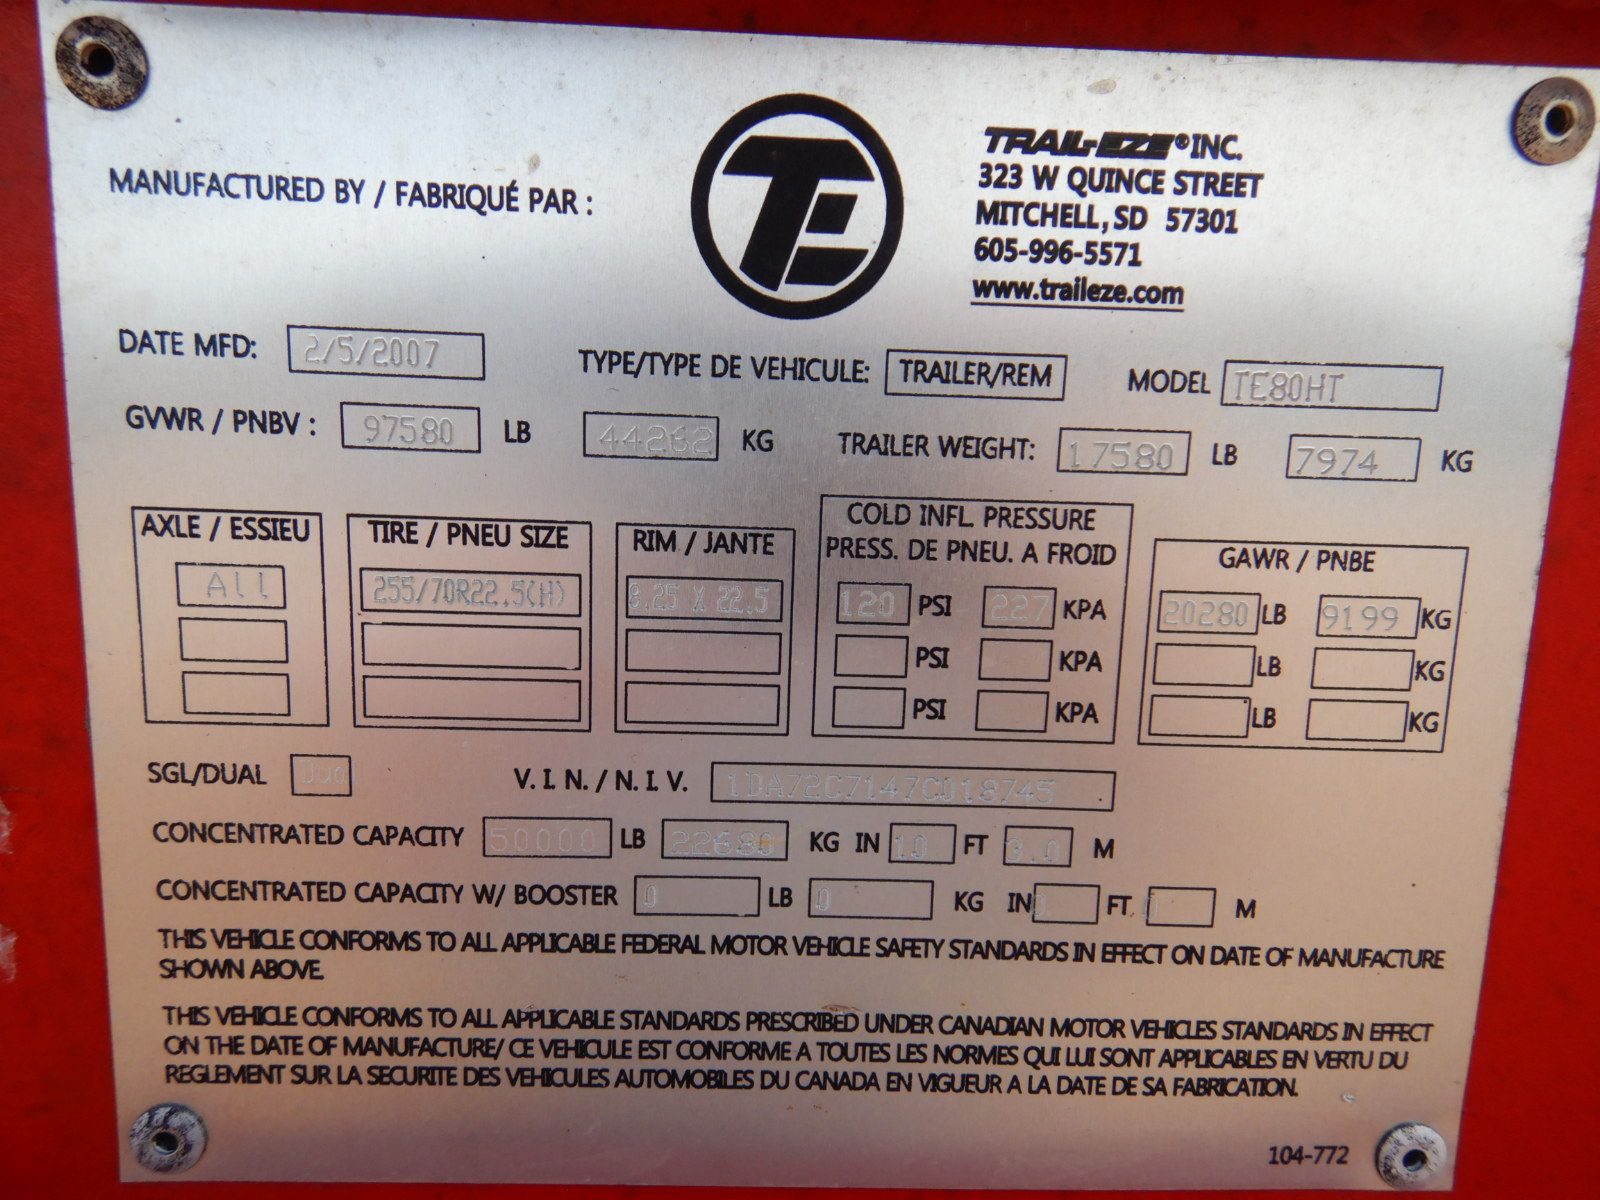 TE
TRAIL-EZE® INC.
323 W QUINCE STREET
MITCHELL, SD 57301
605-996-5571
www.traileze.com
MANUFACTURED BY / FABRIQUÉ PAR :
DATE MFD: 2/5/2007 TYPE/TYPE DE VEHICULE: TRAILER/REM MODEL TE80HT
GVWR / PNBV : 97580 LB 44262 KG TRAILER WEIGHT: 17580 LB 7974 KG
AXLE / ESSIEU TIRE / PNEU SIZE RIM / JANTE COLD INFL. PRESSURE PRESS. DE PNEU. A FROID GAWR / PNBE
All 255/70R22.5(H) 8.25 X 22.5 120 PSI 227 KPA 20280 LB 9199 KG
PSI KPA LB KG
PSI KPA LB KG
SGL/DUAL Dua V. I. N. / N. I. V. 1DA72C7147C018745
CONCENTRATED CAPACITY 50000 LB 22680 KG IN 10 FT 3.0 M
CONCENTRATED CAPACITY W/ BOOSTER 0 LB 0 KG IN FT M
THIS VEHICLE CONFORMS TO ALL APPLICABLE FEDERAL MOTOR VEHICLE SAFETY STANDARDS IN EFFECT ON DATE OF MANUFACTURE
SHOWN ABOVE.
THIS VEHICLE CONFORMS TO ALL APPLICABLE STANDARDS PRESCRIBED UNDER CANADIAN MOTOR VEHICLES STANDARDS IN EFFECT
ON THE DATE OF MANUFACTURE/ CE VEHICULE EST CONFORME A TOUTES LES NORMES QUI LUI SONT APPLICABLES EN VERTU DU
REGLEMENT SUR LA SECURITE DES VEHICULES AUTOMOBILES DU CANADA EN VIGUEUR A LA DATE DE SA FABRICATION.
104-772